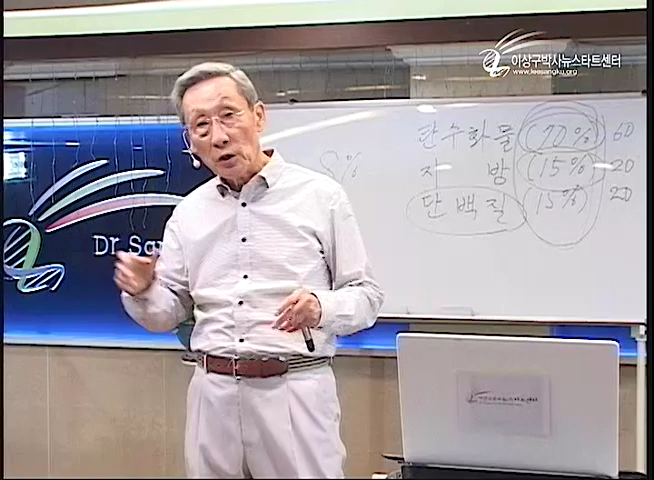 이상구박사뉴스타트센터
www.leesangku.org
탄수화물 (70%) 60
지 방 (15%) 20
단백질 (15%) 20
8%
Dr. San